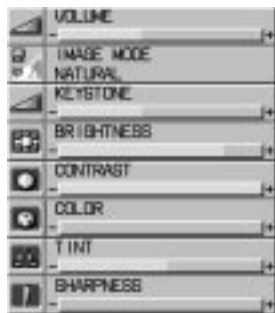 VOLUME
- +
IMAGE MODE
NATURAL
KEYSTONE
- +
BRIGHTNESS
- +
CONTRAST
- +
COLOR
- +
TINT
- +
SHARPNESS
- +